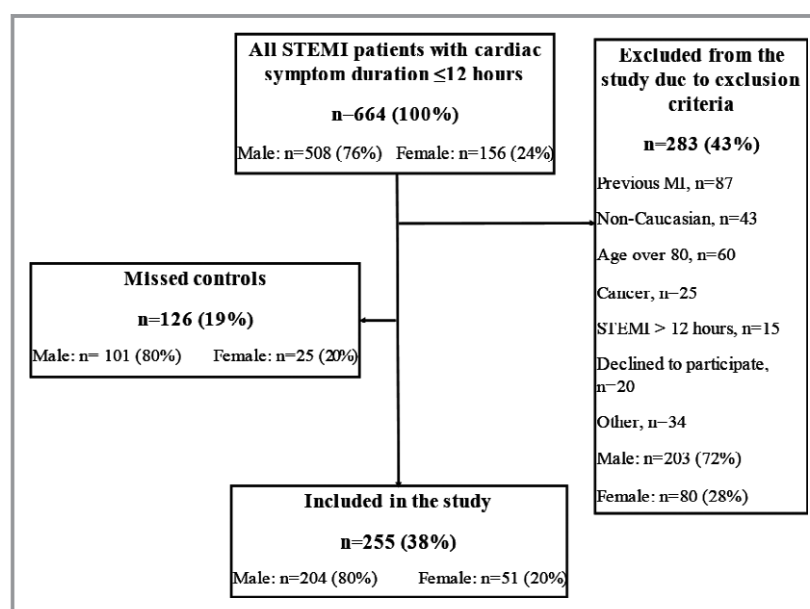 All STEMI patients with cardiac
symptom duration ≤12 hours
n−664 (100%)
Male: n=508 (76%) Female: n=156 (24%)
Excluded from the
study due to exclusion
criteria
n=283 (43%)
Previous MI, n=87
Non-Caucasian, n=43
Age over 80, n=60
Cancer, n−25
STEMI > 12 hours, n=15
Declined to participate,
n−20
Other, n−34
Male: n=203 (72%)
Female: n=80 (28%)
Missed controls
n=126 (19%)
Male: n= 101 (80%) Female: n=25 (20%)
Included in the study
n=255 (38%)
Male: n=204 (80%) Female: n=51 (20%)